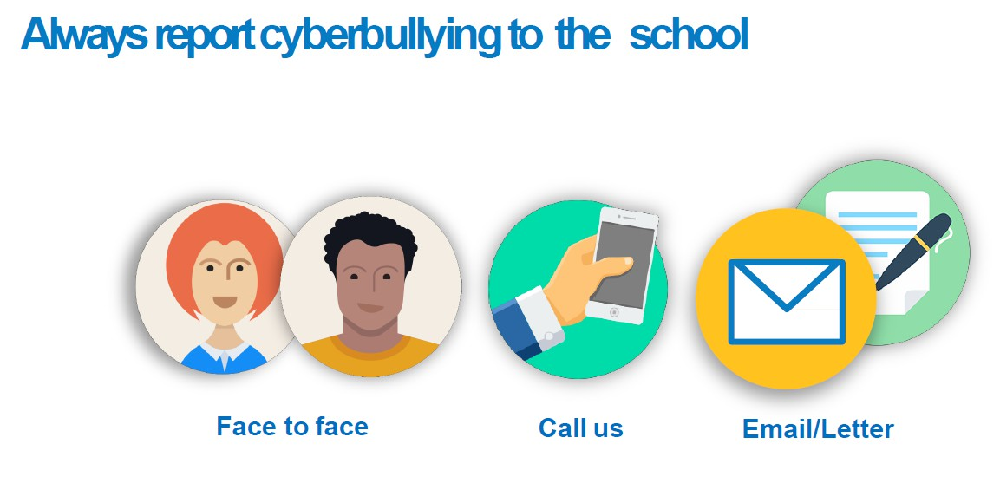 Always report cyberbullying to the school
Face to face
Call us
Email/Letter